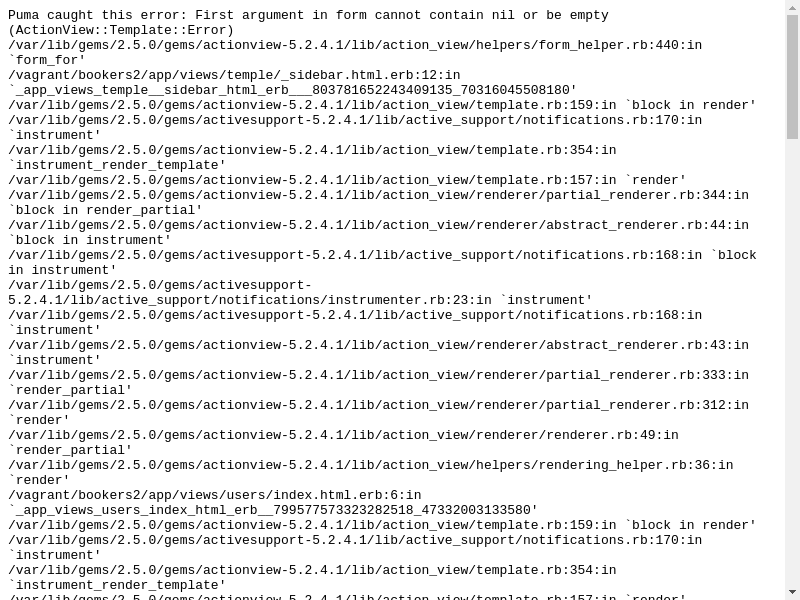 Puma caught this error: First argument in form cannot contain nil or be empty
(ActionView::Template::Error)
/var/lib/gems/2.5.0/gems/actionview-5.2.4.1/lib/action_view/helpers/form_helper.rb:440:in
`form_for'
/vagrant/bookers2/app/views/temple/_sidebar.html.erb:12:in
`_app_views_temple__sidebar_html_erb___803781652243409135_70316045508180'
/var/lib/gems/2.5.0/gems/actionview-5.2.4.1/lib/action_view/template.rb:159:in `block in render'
/var/lib/gems/2.5.0/gems/activesupport-5.2.4.1/lib/active_support/notifications.rb:170:in
`instrument'
/var/lib/gems/2.5.0/gems/actionview-5.2.4.1/lib/action_view/template.rb:354:in
`instrument_render_template'
/var/lib/gems/2.5.0/gems/actionview-5.2.4.1/lib/action_view/template.rb:157:in `render'
/var/lib/gems/2.5.0/gems/actionview-5.2.4.1/lib/action_view/renderer/partial_renderer.rb:344:in
`block in render_partial'
/var/lib/gems/2.5.0/gems/actionview-5.2.4.1/lib/action_view/renderer/abstract_renderer.rb:44:in
`block in instrument'
/var/lib/gems/2.5.0/gems/activesupport-5.2.4.1/lib/active_support/notifications.rb:168:in `block
in instrument'
/var/lib/gems/2.5.0/gems/activesupport-
5.2.4.1/lib/active_support/notifications/instrumenter.rb:23:in `instrument'
/var/lib/gems/2.5.0/gems/activesupport-5.2.4.1/lib/active_support/notifications.rb:168:in
`instrument'
/var/lib/gems/2.5.0/gems/actionview-5.2.4.1/lib/action_view/renderer/abstract_renderer.rb:43:in
`instrument'
/var/lib/gems/2.5.0/gems/actionview-5.2.4.1/lib/action_view/renderer/partial_renderer.rb:333:in
`render_partial'
/var/lib/gems/2.5.0/gems/actionview-5.2.4.1/lib/action_view/renderer/partial_renderer.rb:312:in
`render'
/var/lib/gems/2.5.0/gems/actionview-5.2.4.1/lib/action_view/renderer/renderer.rb:49:in
`render_partial'
/var/lib/gems/2.5.0/gems/actionview-5.2.4.1/lib/action_view/helpers/rendering_helper.rb:36:in
`render'
/vagrant/bookers2/app/views/users/index.html.erb:6:in
`_app_views_users_index_html_erb__799577573323282518_47332003133580'
/var/lib/gems/2.5.0/gems/actionview-5.2.4.1/lib/action_view/template.rb:159:in `block in render'
/var/lib/gems/2.5.0/gems/activesupport-5.2.4.1/lib/active_support/notifications.rb:170:in
`instrument'
/var/lib/gems/2.5.0/gems/actionview-5.2.4.1/lib/action_view/template.rb:354:in
`instrument_render_template'
/var/lib/gems/2.5.0/gems/actionview-5.2.4.1/lib/action_view/template.rb:157:in `render'